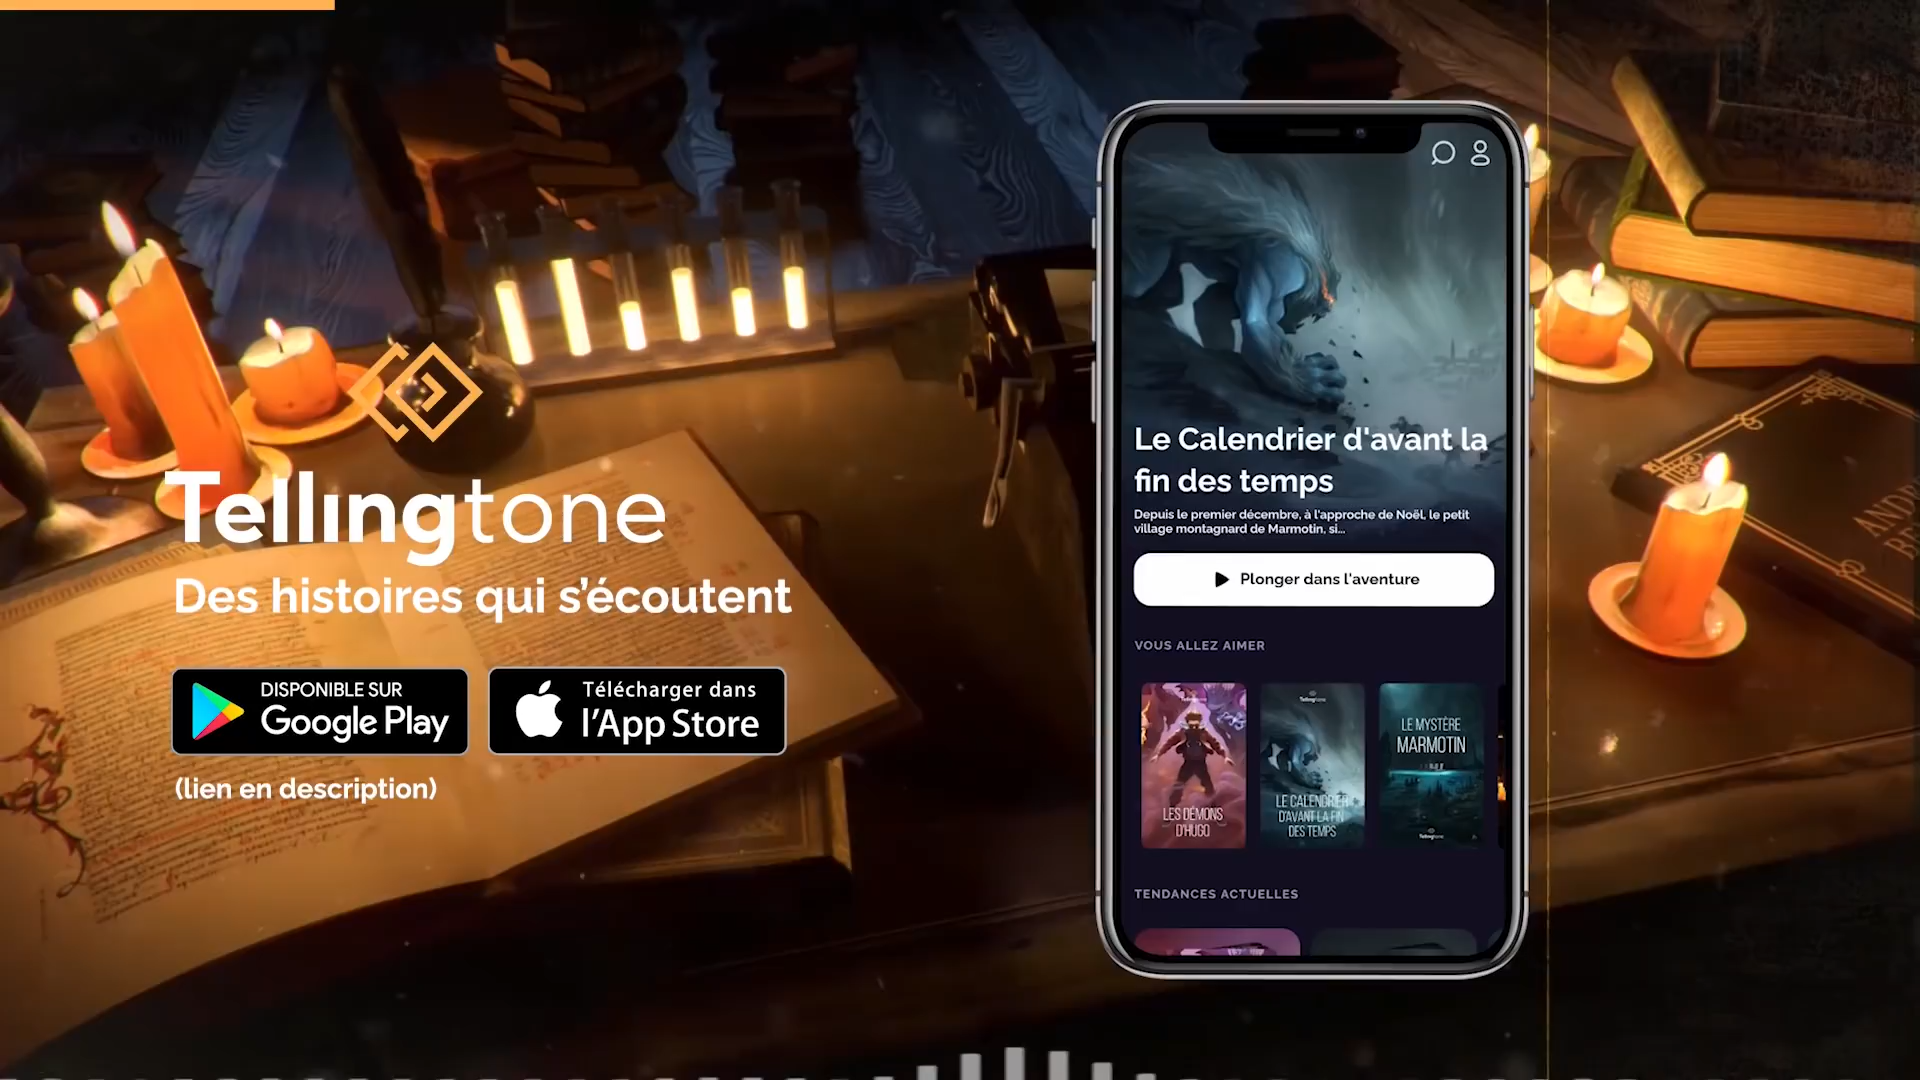 Tellingtone
Des histoires qui s'écoutent
DISPONIBLE SUR
Google Play
Télécharger dans
l'App Store
(lien en description)
Le Calendrier d'avant la
fin des temps
Depuis le premier décembre, à l'approche de Noël, le petit
village montagnard de Marmotin, si...
Plonger dans l'aventure
VOUS ALLEZ AIMER
LES DÉMONS
D'HUGO
Tellingtone
LE CALENDRIER
D'AVANT LA FIN
DES TEMPS
LE MYSTÈRE
MARMOTIN
Tellingtone
TENDANCES ACTUELLES